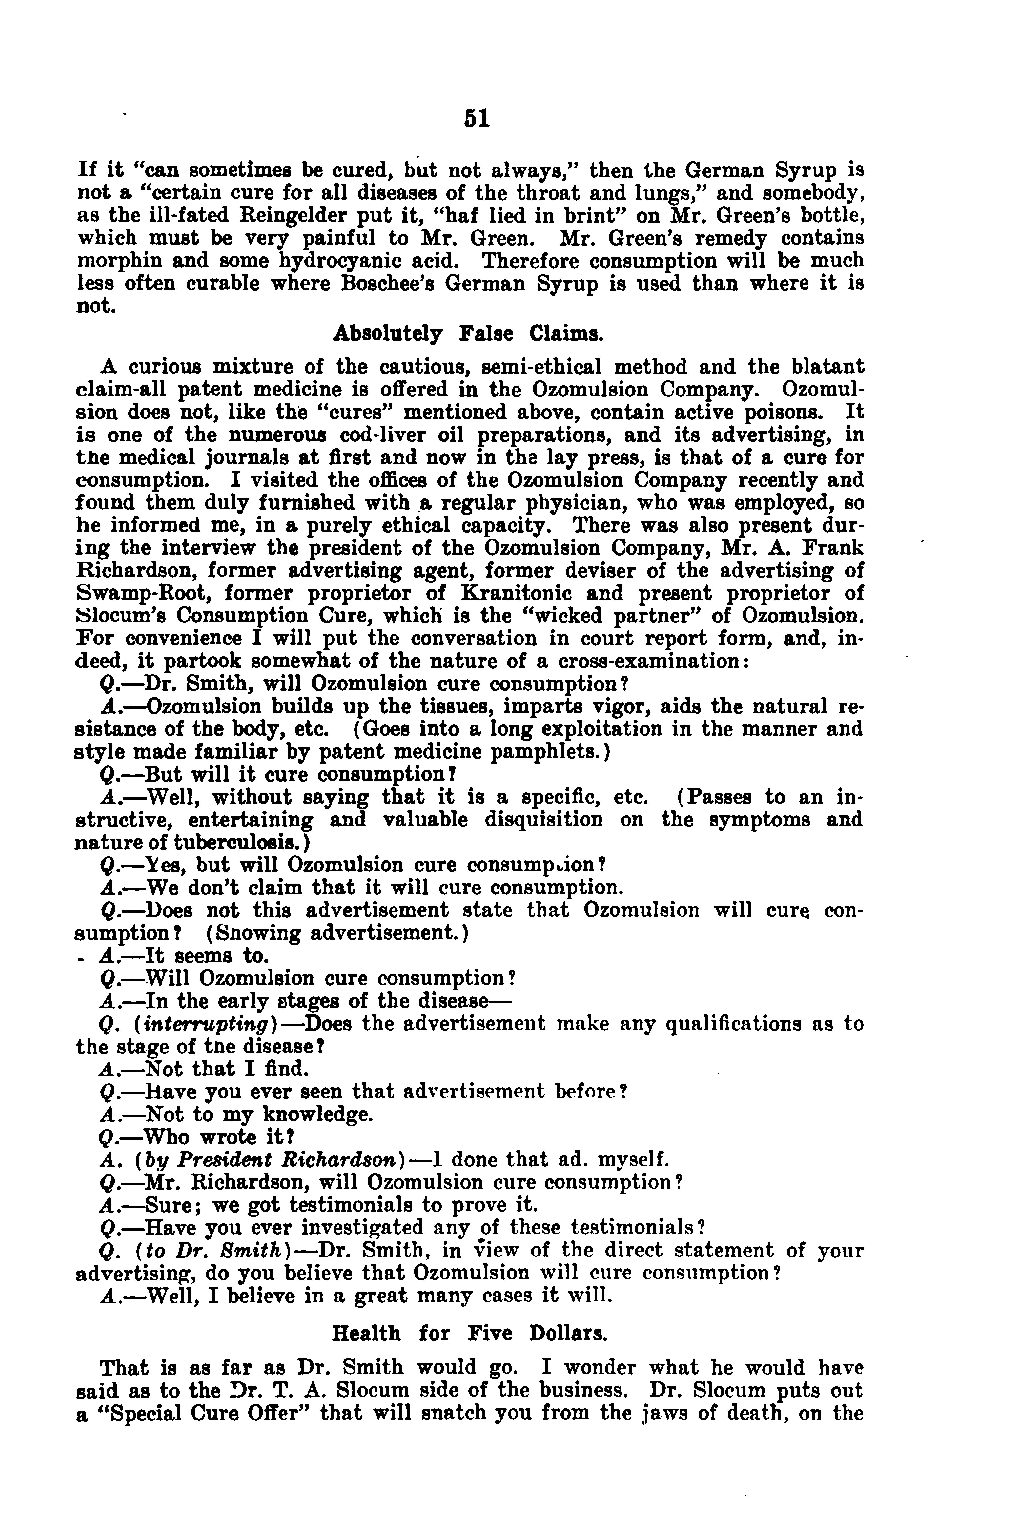 51
If it “can sometimes be cured, but not always,” then the German Syrup is
not a “certain cure for all diseases of the throat and lungs,” and somebody,
as the ill-fated Reingelder put it, “haf lied in brint” on Mr. Green’s bottle,
which must be very painful to Mr. Green. Mr. Green’s remedy contains
morphin and some hydrocyanic acid. Therefore consumption will be much
less often curable where Boschee’s German Syrup is used than where it is
not.
Absolutely False Claims.
A curious mixture of the cautious, semi-ethical method and the blatant
claim-all patent medicine is offered in the Ozomulsion Company. Ozomul-
sion does not, like the “cures” mentioned above, contain active poisons. It
is one of the numerous cod-liver oil preparations, and its advertising, in
the medical journals at first and now in the lay press, is that of a cure for
consumption. I visited the offices of the Ozomulsion Company recently and
found them duly furnished with a regular physician, who was employed, so
he informed me, in a purely ethical capacity. There was also present dur-
ing the interview the president of the Ozomulsion Company, Mr. A. Frank
Richardson, former advertising agent, former deviser of the advertising of
Swamp-Root, former proprietor of Kranitonic and present proprietor of
Slocum’s Consumption Cure, which is the “wicked partner” of Ozomulsion.
For convenience I will put the conversation in court report form, and, in-
deed, it partook somewhat of the nature of a cross-examination:
Q.—Dr. Smith, will Ozomulsion cure consumption?
A.—Ozomulsion builds up the tissues, imparts vigor, aids the natural re-
sistance of the body, etc. (Goes into a long exploitation in the manner and
style made familiar by patent medicine pamphlets.)
Q.—But will it cure consumption?
A.—Well, without saying that it is a specific, etc. (Passes to an in-
structive, entertaining and valuable disquisition on the symptoms and
nature of tuberculosis.)
Q.—Yes, but will Ozomulsion cure consumption?
A.—We don’t claim that it will cure consumption.
Q.—Does not this advertisement state that Ozomulsion will cure con-
sumption? (Showing advertisement.)
A.—It seems to.
Q.—Will Ozomulsion cure consumption?
A.—In the early stages of the disease—
Q. (interrupting)—Does the advertisement make any qualifications as to
the stage of the disease?
A.—Not that I find.
Q.—Have you ever seen that advertisement before?
A.—Not to my knowledge.
Q.—Who wrote it?
A. (by President Richardson)—I done that ad. myself.
Q.—Mr. Richardson, will Ozomulsion cure consumption?
A.—Sure; we got testimonials to prove it.
Q.—Have you ever investigated any of these testimonials?
Q. (to Dr. Smith)—Dr. Smith, in view of the direct statement of your
advertising, do you believe that Ozomulsion will cure consumption?
A.—Well, I believe in a great many cases it will.
Health for Five Dollars.
That is as far as Dr. Smith would go. I wonder what he would have
said as to the Dr. T. A. Slocum side of the business. Dr. Slocum puts out
a “Special Cure Offer” that will snatch you from the jaws of death, on the